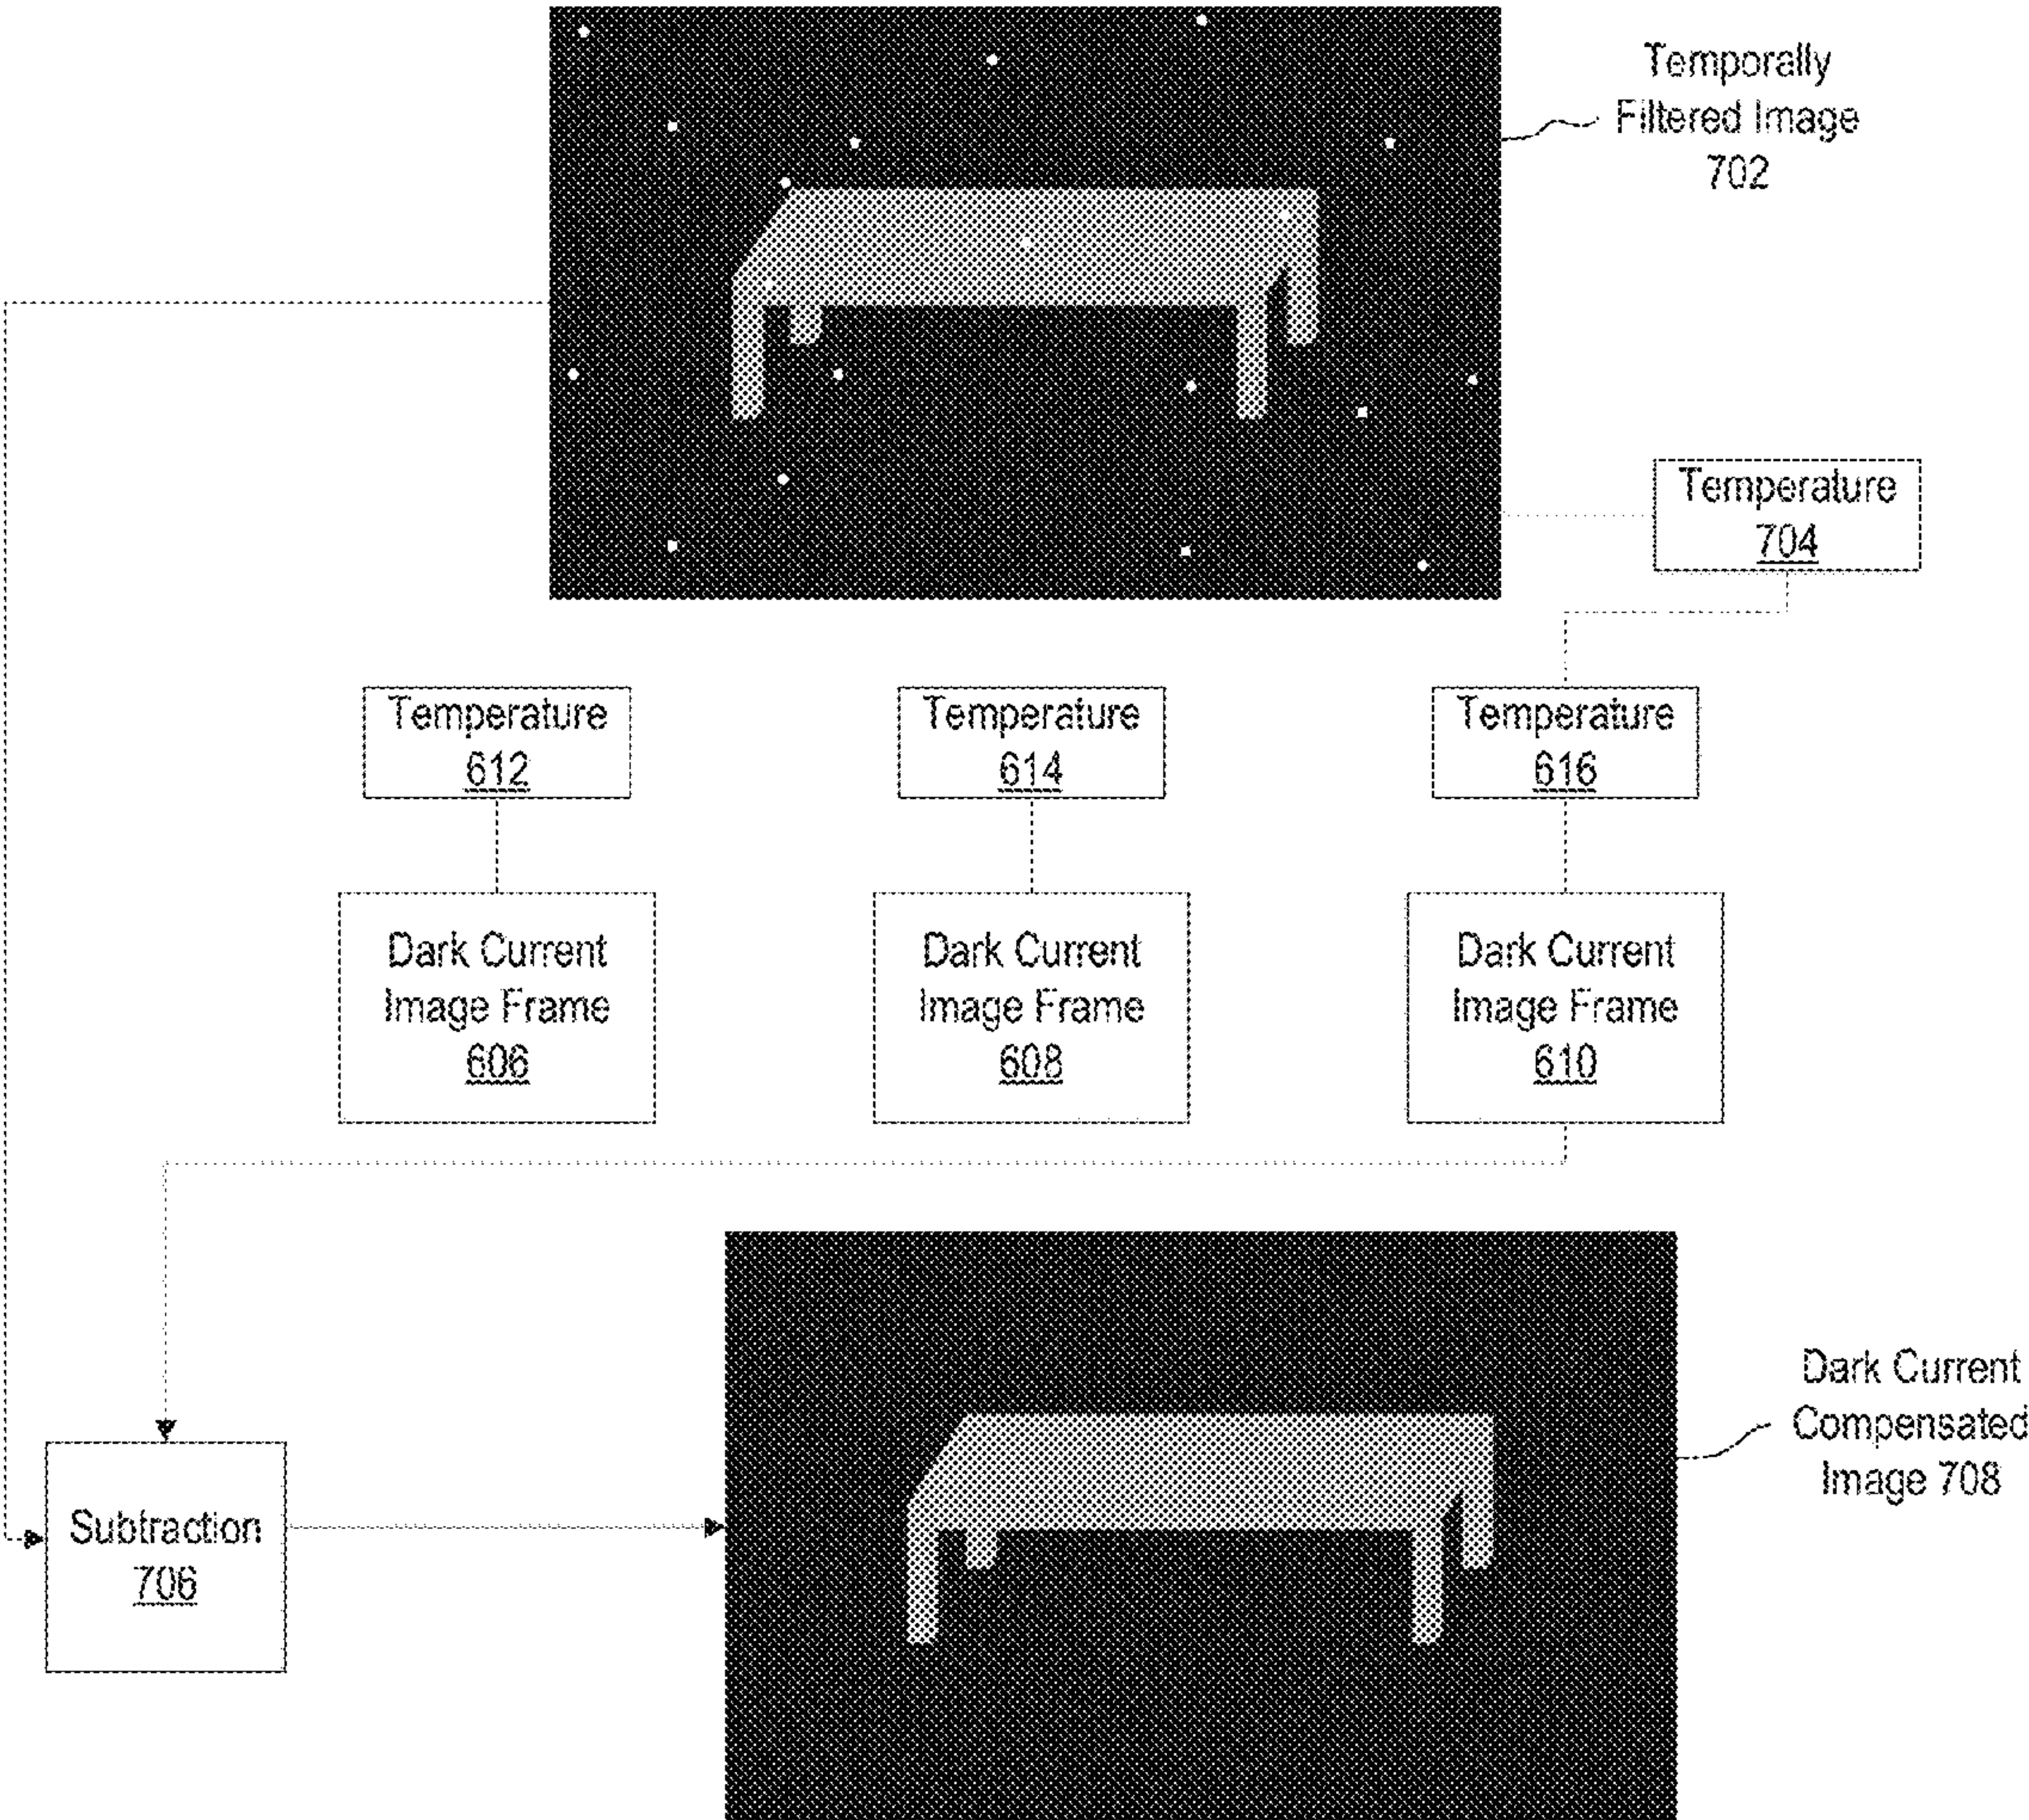 Temporally
Filtered Image
702
Temperature
704
Temperature
612
Temperature
614
Temperature
616
Dark Current
Image Frame
606
Dark Current
Image Frame
608
Dark Current
Image Frame
610
Subtraction
706
Dark Current
Compensated
Image 708